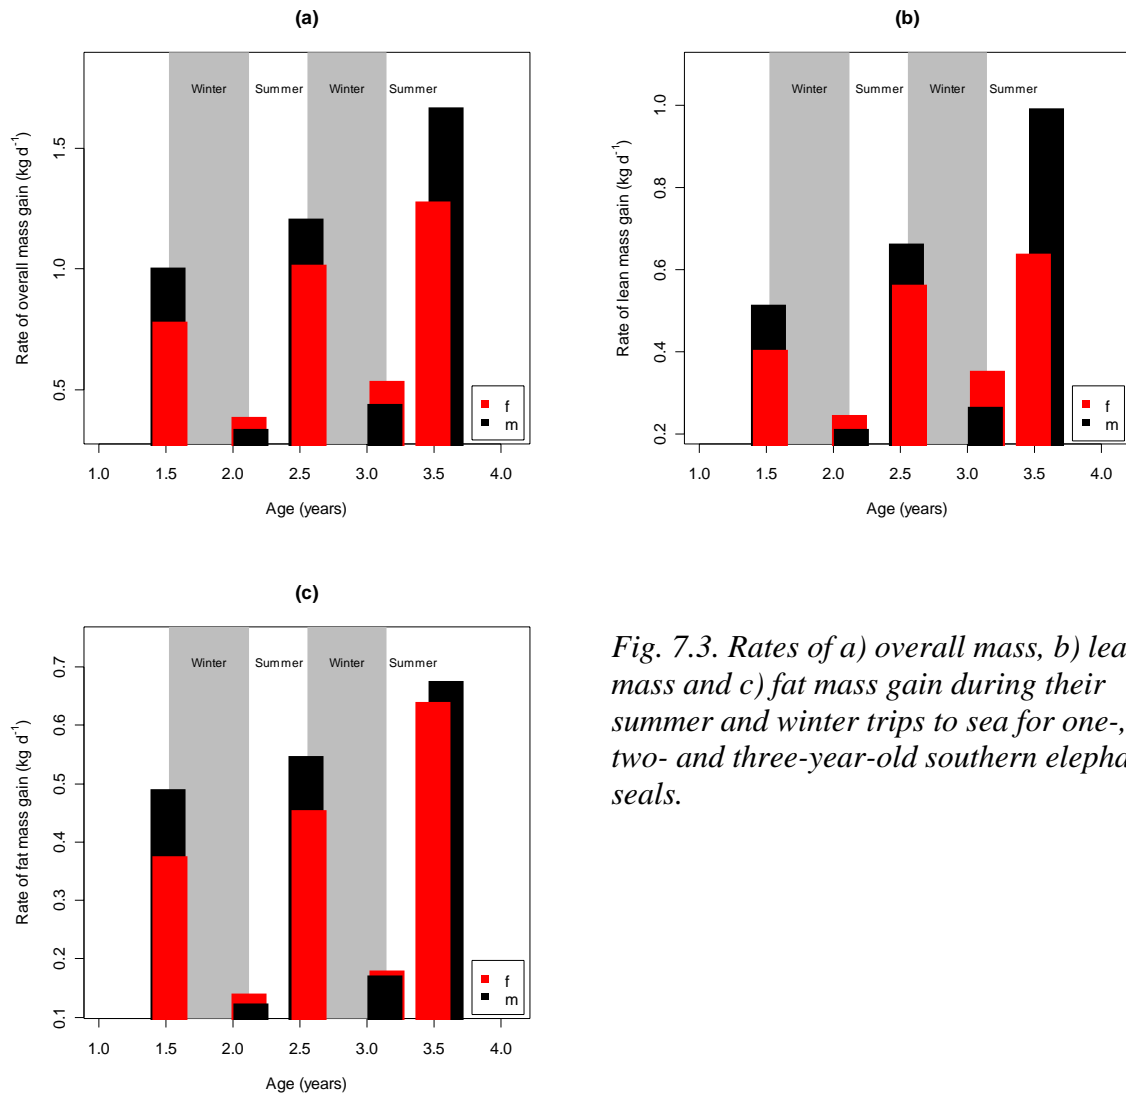 (a)
Rate of overall mass gain (kg d⁻¹)
0.5 1.0 1.5
Winter Summer Winter Summer
f
m
1.0 1.5 2.0 2.5 3.0 3.5 4.0
Age (years)
(b)
Rate of lean mass gain (kg d⁻¹)
0.2 0.4 0.6 0.8 1.0
Winter Summer Winter Summer
f
m
1.0 1.5 2.0 2.5 3.0 3.5 4.0
Age (years)
(c)
Rate of fat mass gain (kg d⁻¹)
0.1 0.2 0.3 0.4 0.5 0.6 0.7
Winter Summer Winter Summer
f
m
1.0 1.5 2.0 2.5 3.0 3.5 4.0
Age (years)
Fig. 7.3. Rates of a) overall mass, b) lea
mass and c) fat mass gain during their
summer and winter trips to sea for one-,
two- and three-year-old southern elepha
seals.